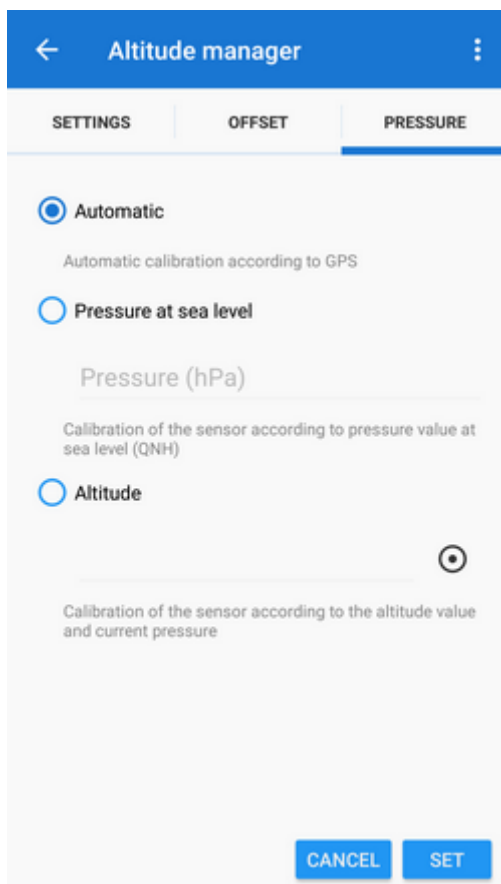 Altitude manager
SETTINGS
OFFSET
PRESSURE
Automatic
Automatic calibration according to GPS
Pressure at sea level
Pressure (hPa)
Calibration of the sensor according to pressure value at
sea level (QNH)
Altitude
Calibration of the sensor according to the altitude value
and current pressure
CANCEL
SET